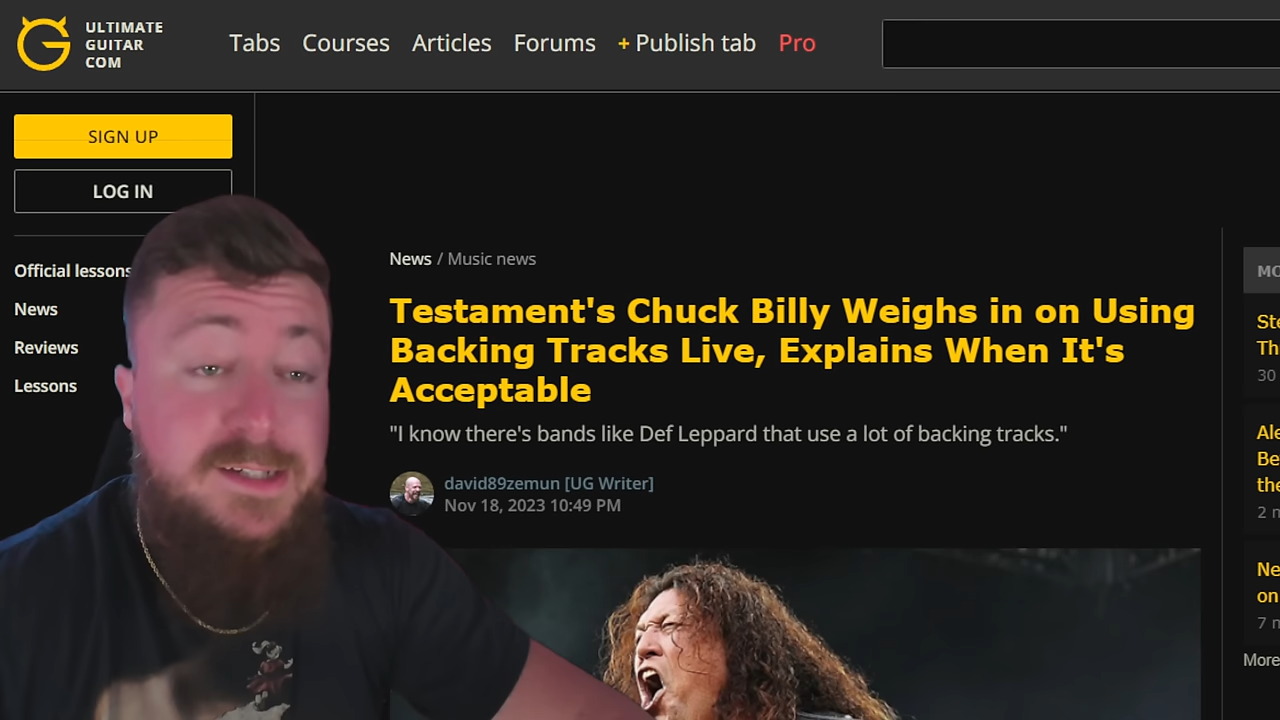 ULTIMATE
GUITAR
COM
Tabs Courses Articles Forums + Publish tab Pro
SIGN UP
LOG IN
Official lessons
News
Reviews
Lessons
News / Music news
Testament's Chuck Billy Weighs in on Using
Backing Tracks Live, Explains When It's
Acceptable
"I know there's bands like Def Leppard that use a lot of backing tracks."
david89zemun [UG Writer]
Nov 18, 2023 10:49 PM
MO
Ste
Th
30
Ale
Be
the
2 m
Ne
on
7 m
More